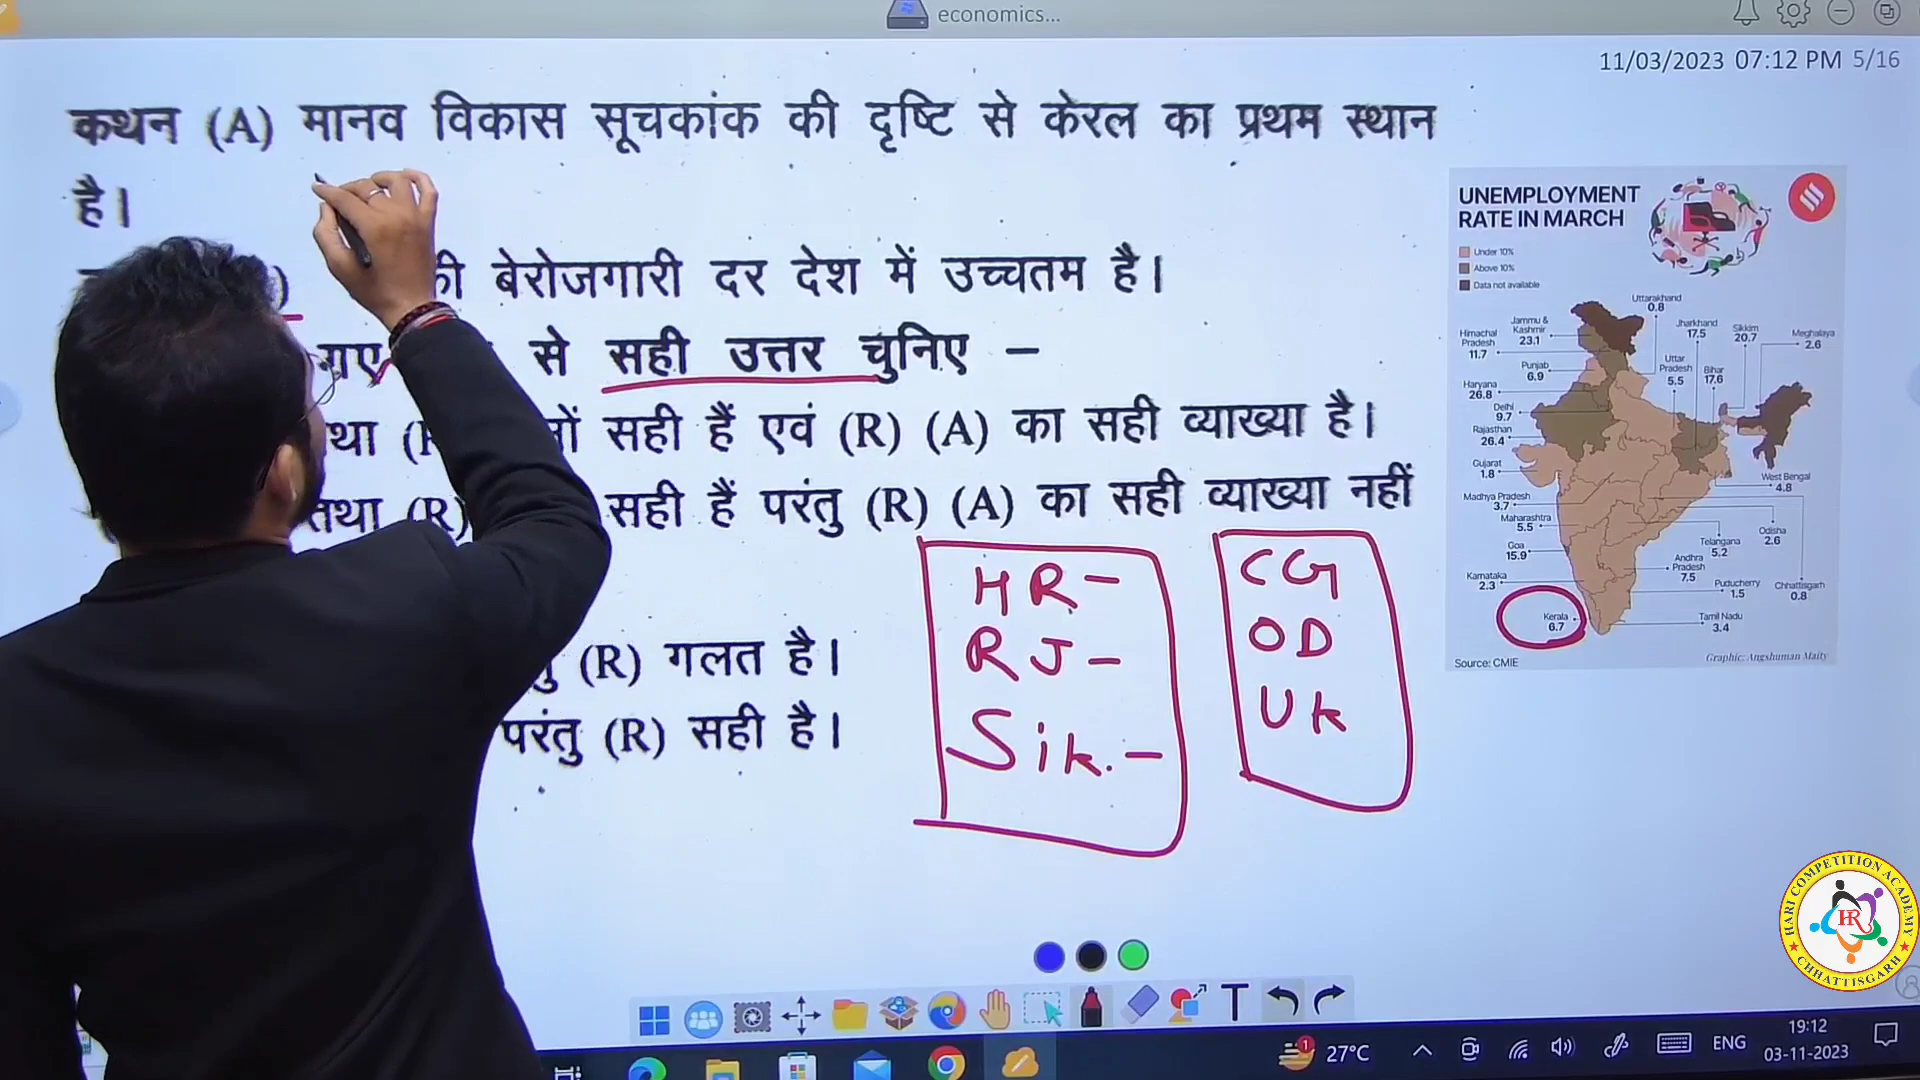 economics...
11/03/2023 07:12 PM 5/16
कथन (A) मानव विकास सूचकांक की दृष्टि से केरल का प्रथम स्थान
है।
की बेरोजगारी दर देश में उच्चतम है।
गए से सही उत्तर चुनिए –
सही हैं एवं (R) (A) का सही व्याख्या है।
तथा (R) सही हैं परंतु (R) (A) का सही व्याख्या नहीं
(R) गलत है।
परंतु (R) सही है।
HR-
RJ-
Sik.-
CG
OD
UK
UNEMPLOYMENT
RATE IN MARCH
Under 10%
Above 10%
Data not available
Uttarakhand
0.8
Jammu &
Kashmir
23.1
Jharkhand
17.5
Sikkim
20.7
Meghalaya
2.6
Himachal
Pradesh
11.7
Punjab
6.9
Uttar
Pradesh
5.5
Bihar
17.6
Haryana
26.8
Delhi
9.7
Rajasthan
26.4
Gujarat
1.8
West Bengal
4.8
Madhya Pradesh
3.7
Maharashtra
5.5
Odisha
2.6
Telangana
5.2
Goa
15.9
Andhra
Pradesh
7.5
Karnataka
2.3
Puducherry
1.5
Chhattisgarh
0.8
Kerala
6.7
Tamil Nadu
3.4
Source: CMIE
Graphic: Angshuman Maity
HARI COMPETITION ACADEMY
HR
CHHATTISGARH
T
1
27°C
ENG
19:12
03-11-2023